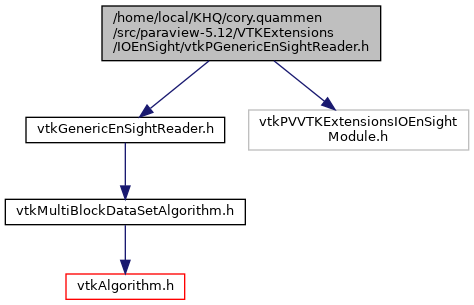 /home/local/KHQ/cory.quammen
/src/paraview-5.12/VTKExtensions
/IOEnSight/vtkPGenericEnSightReader.h
vtkGenericEnSightReader.h
vtkPVVTKExtensionsIOEnSight
Module.h
vtkMultiBlockDataSetAlgorithm.h
vtkAlgorithm.h